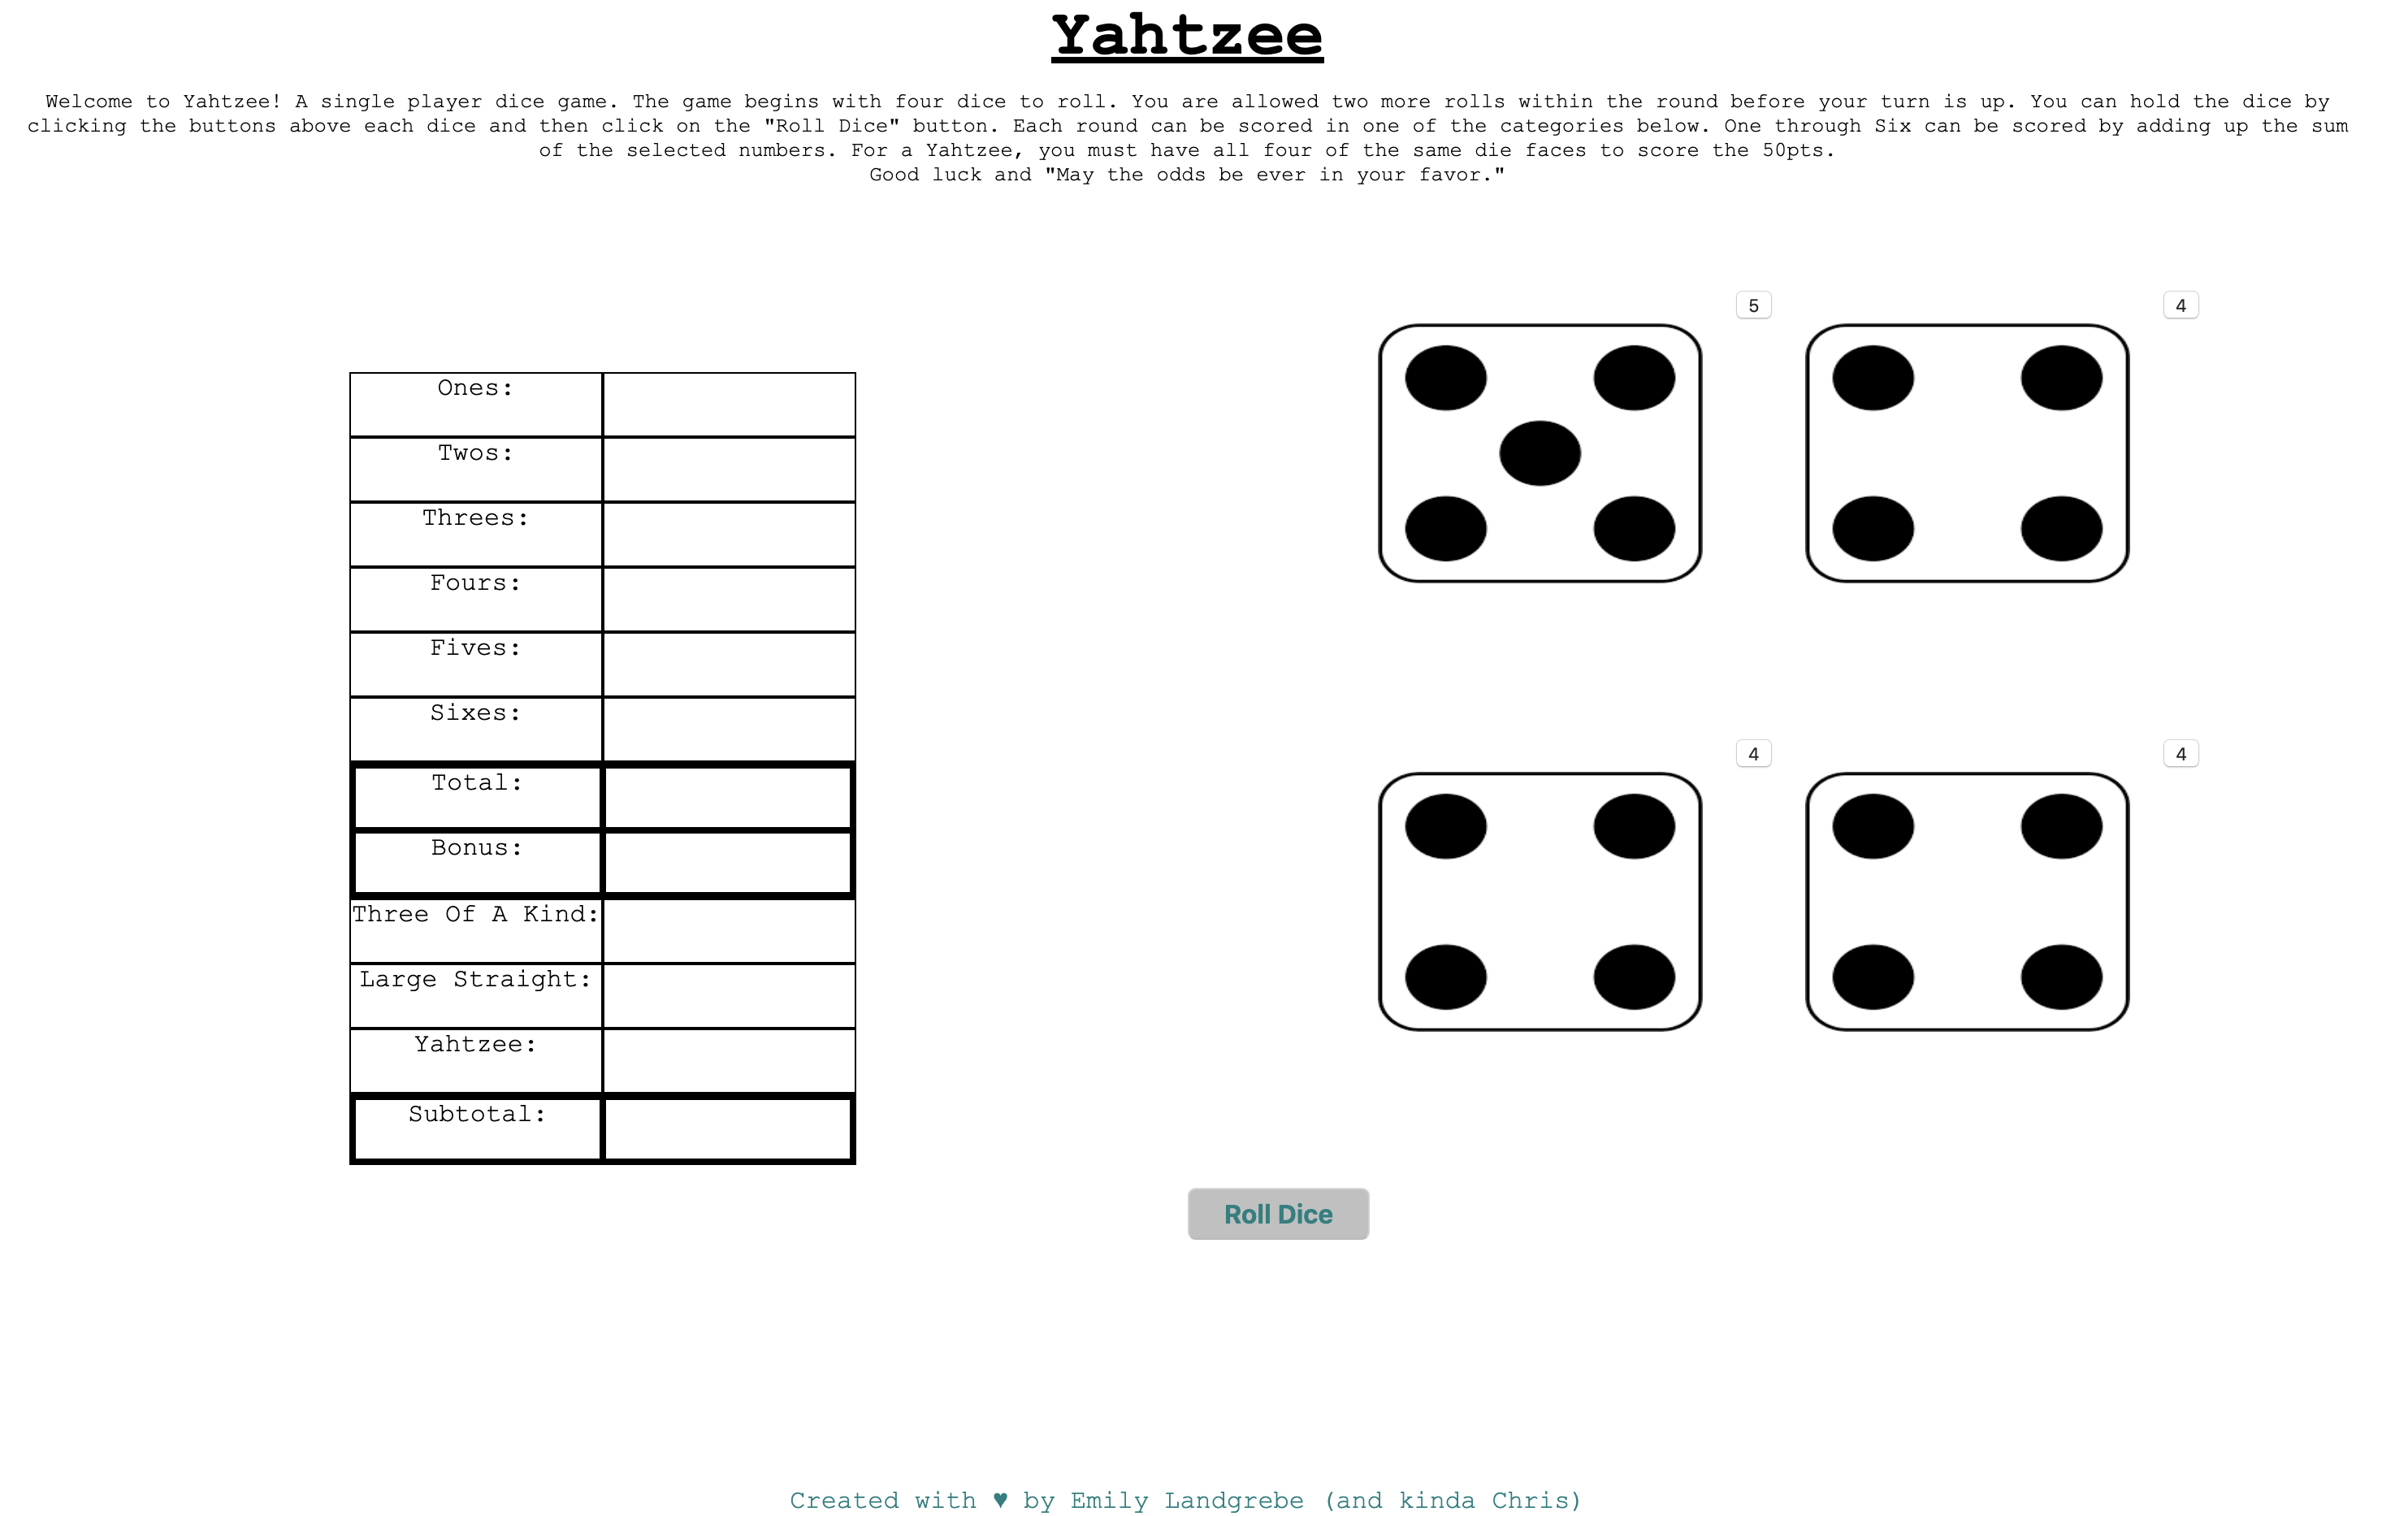 Yahtzee
Welcome to Yahtzee! A single player dice game. The game begins with four dice to roll. You are allowed two more rolls within the round before your turn is up. You can hold the dice by
clicking the buttons above each dice and then click on the "Roll Dice" button. Each round can be scored in one of the categories below. One through Six can be scored by adding up the sum
of the selected numbers. For a Yahtzee, you must have all four of the same die faces to score the 50pts.
Good luck and "May the odds be ever in your favor."
Ones:
Twos:
Threes:
Fours:
Fives:
Sixes:
Total:
Bonus:
Three Of A Kind:
Large Straight:
Yahtzee:
Subtotal:
5
4
4
4
Roll Dice
Created with ♥ by Emily Landgrebe (and kinda Chris)